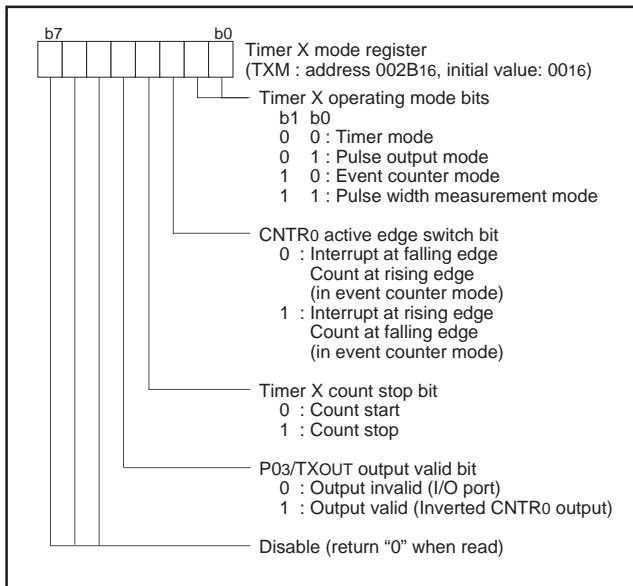 b7 b0
Timer X mode register
(TXM : address 002B16, initial value: 0016)
Timer X operating mode bits
b1 b0
0 0 : Timer mode
0 1 : Pulse output mode
1 0 : Event counter mode
1 1 : Pulse width measurement mode
CNTR0 active edge switch bit
0 : Interrupt at falling edge
Count at rising edge
(in event counter mode)
1 : Interrupt at rising edge
Count at falling edge
(in event counter mode)
Timer X count stop bit
0 : Count start
1 : Count stop
P03/TXOUT output valid bit
0 : Output invalid (I/O port)
1 : Output valid (Inverted CNTR0 output)
Disable (return “0” when read)